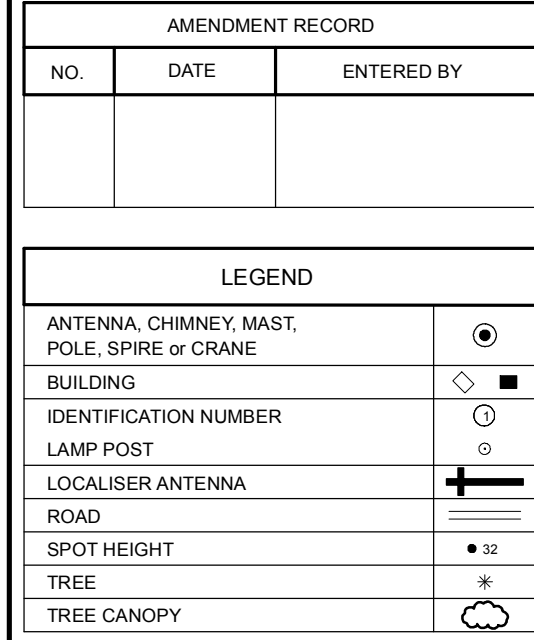 AMENDMENT RECORD
NO. DATE ENTERED BY
LEGEND
ANTENNA, CHIMNEY, MAST,
POLE, SPIRE or CRANE
BUILDING
IDENTIFICATION NUMBER 1
LAMP POST
LOCALISER ANTENNA
ROAD
SPOT HEIGHT 32
TREE
TREE CANOPY